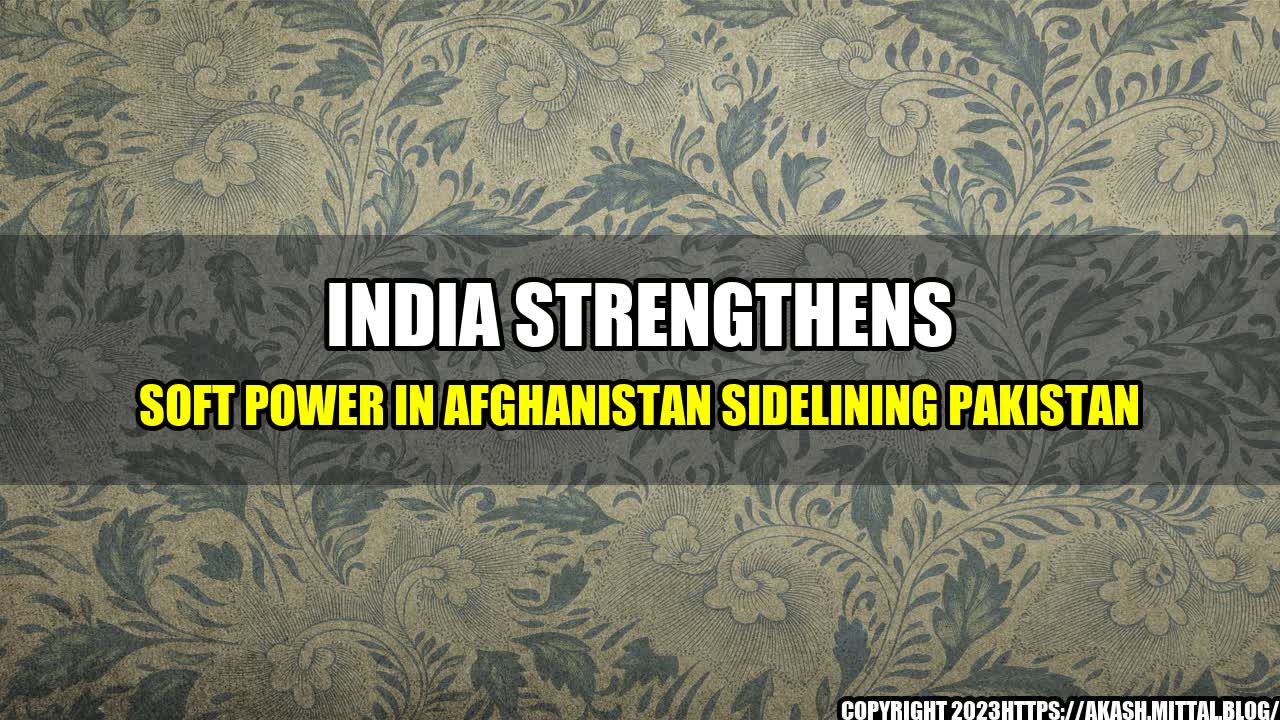 INDIA STRENGTHENS
SOFT POWER IN AFGHANISTAN SIDELINING PAKISTAN
COPYRIGHT 2023HTTPS://AKASH.MITTAL.BLOG/